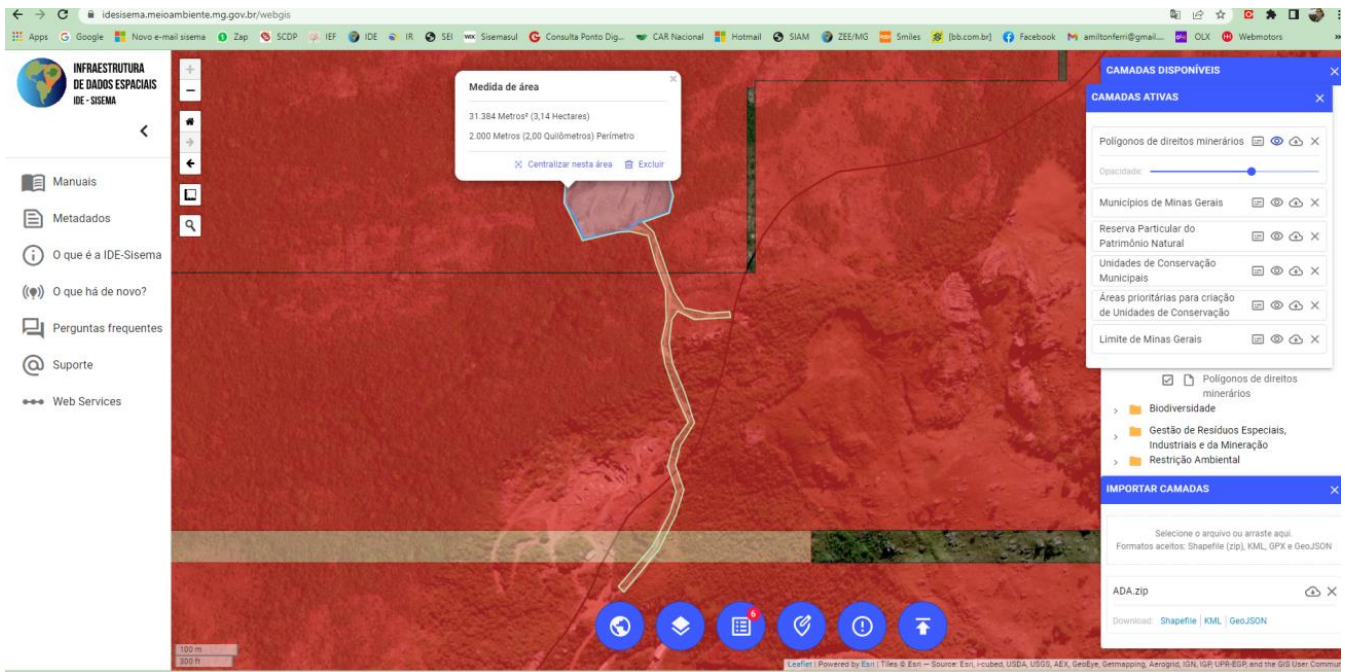 idesisema.meioambiente.mg.gov.br/webgis
Apps Google Novo e-mail sisema Zap SCDP IEF IDE IR SEI Sisemasul Consulta Ponto Dig... CAR Nacional Hotmail SIAM ZEE/MG Smiles [bb.com.br] Facebook amiltonferri@gmail.... OLX Webmotors
INFRAESTRUTURA
DE DADOS ESPACIAIS
IDE - SISEMA
Manuais
Metadados
O que é a IDE-Sisema
O que há de novo?
Perguntas frequentes
Suporte
Web Services
Medida de área
31.384 Metros² (3,14 Hectares)
2.000 Metros (2,00 Quilômetros) Perímetro
Centralizar nesta área Excluir
CAMADAS DISPONÍVEIS
CAMADAS ATIVAS
Polígonos de direitos minerários
Opacidade:
Municípios de Minas Gerais
Reserva Particular do
Patrimônio Natural
Unidades de Conservação
Municipais
Áreas prioritárias para criação
de Unidades de Conservação
Limite de Minas Gerais
Polígonos de direitos
minerários
Biodiversidade
Gestão de Resíduos Especiais,
Industriais e da Mineração
Restrição Ambiental
IMPORTAR CAMADAS
Selecione o arquivo ou arraste aqui.
Formatos aceitos: Shapefile (zip), KML, GPX e GeoJSON
ADA.zip
Download: Shapefile KML GeoJSON
6
100 m
300 ft
Leaflet | Powered by Esri | Tiles © Esri — Source: Esri, i-cubed, USDA, USGS, AEX, GeoEye, Getmapping, Aerogrid, IGN, IGP, UPR-EGP, and the GIS User Commun